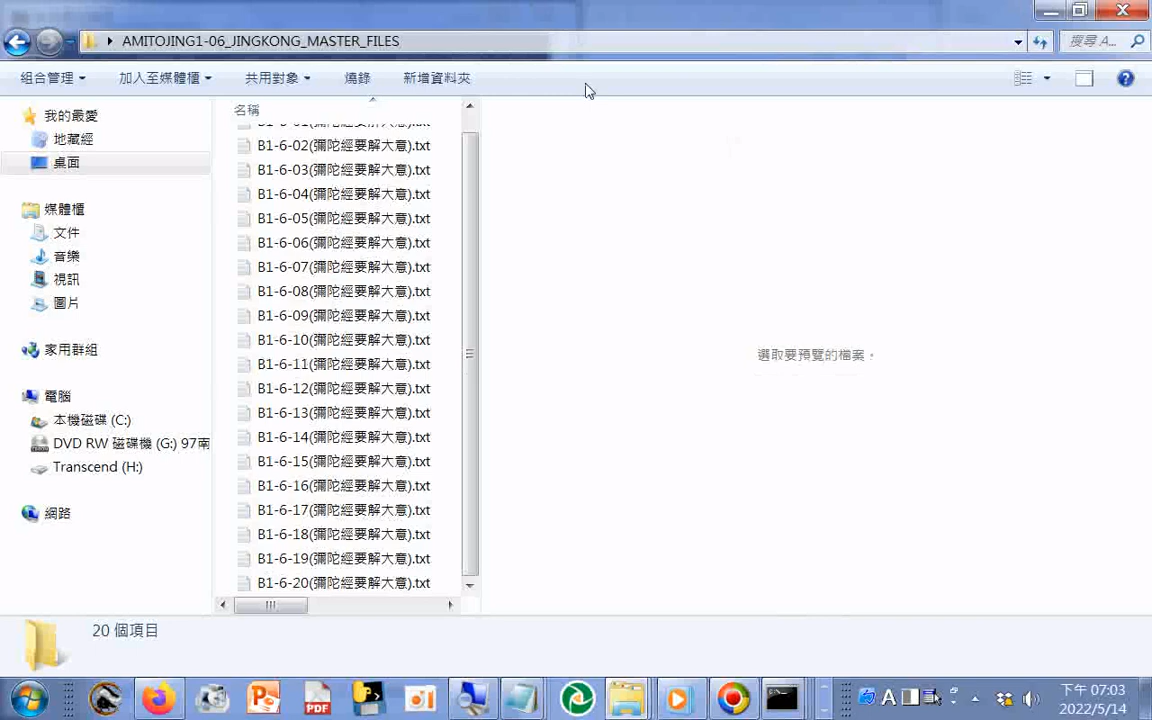 AMITOJING1-06_JINGKONG_MASTER_FILES
搜尋 A...
組合管理
加入至媒體櫃
共用對象
燒錄
新增資料夾
我的最愛
地藏經
桌面
媒體櫃
文件
音樂
視訊
圖片
家用群組
電腦
本機磁碟 (C:)
DVD RW 磁碟機 (G:) 97南
Transcend (H:)
網路
名稱
B1-6-01(彌陀經要解大意).txt
B1-6-02(彌陀經要解大意).txt
B1-6-03(彌陀經要解大意).txt
B1-6-04(彌陀經要解大意).txt
B1-6-05(彌陀經要解大意).txt
B1-6-06(彌陀經要解大意).txt
B1-6-07(彌陀經要解大意).txt
B1-6-08(彌陀經要解大意).txt
B1-6-09(彌陀經要解大意).txt
B1-6-10(彌陀經要解大意).txt
B1-6-11(彌陀經要解大意).txt
B1-6-12(彌陀經要解大意).txt
B1-6-13(彌陀經要解大意).txt
B1-6-14(彌陀經要解大意).txt
B1-6-15(彌陀經要解大意).txt
B1-6-16(彌陀經要解大意).txt
B1-6-17(彌陀經要解大意).txt
B1-6-18(彌陀經要解大意).txt
B1-6-19(彌陀經要解大意).txt
B1-6-20(彌陀經要解大意).txt
選取要預覽的檔案。
20 個項目
PDF
A
下午 07:03
2022/5/14